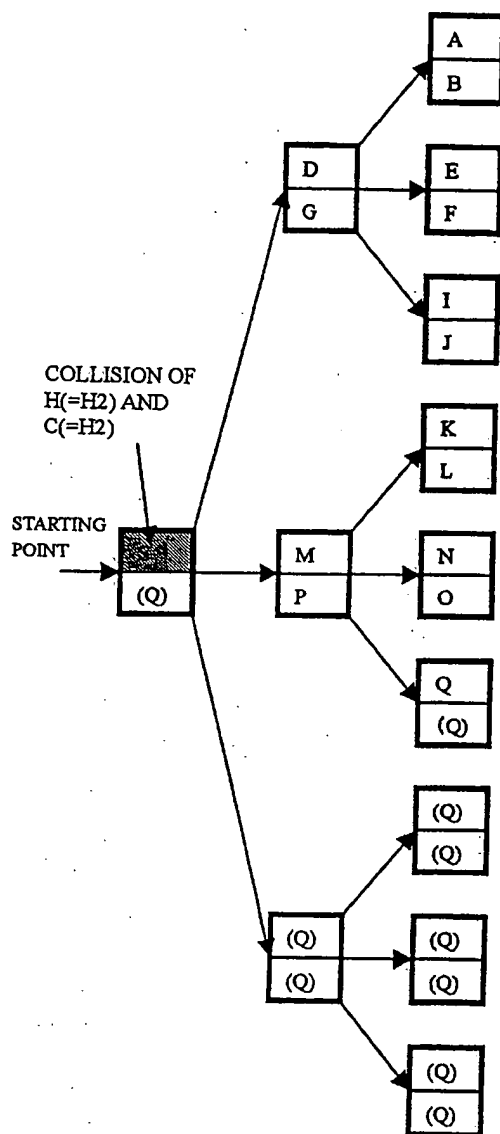 A
B
D
G
E
F
I
J
COLLISION OF
H(=H2) AND
C(=H2)
K
L
STARTING
POINT
(Q)
M
P
N
O
Q
(Q)
(Q)
(Q)
(Q)
(Q)
(Q)
(Q)
(Q)
(Q)